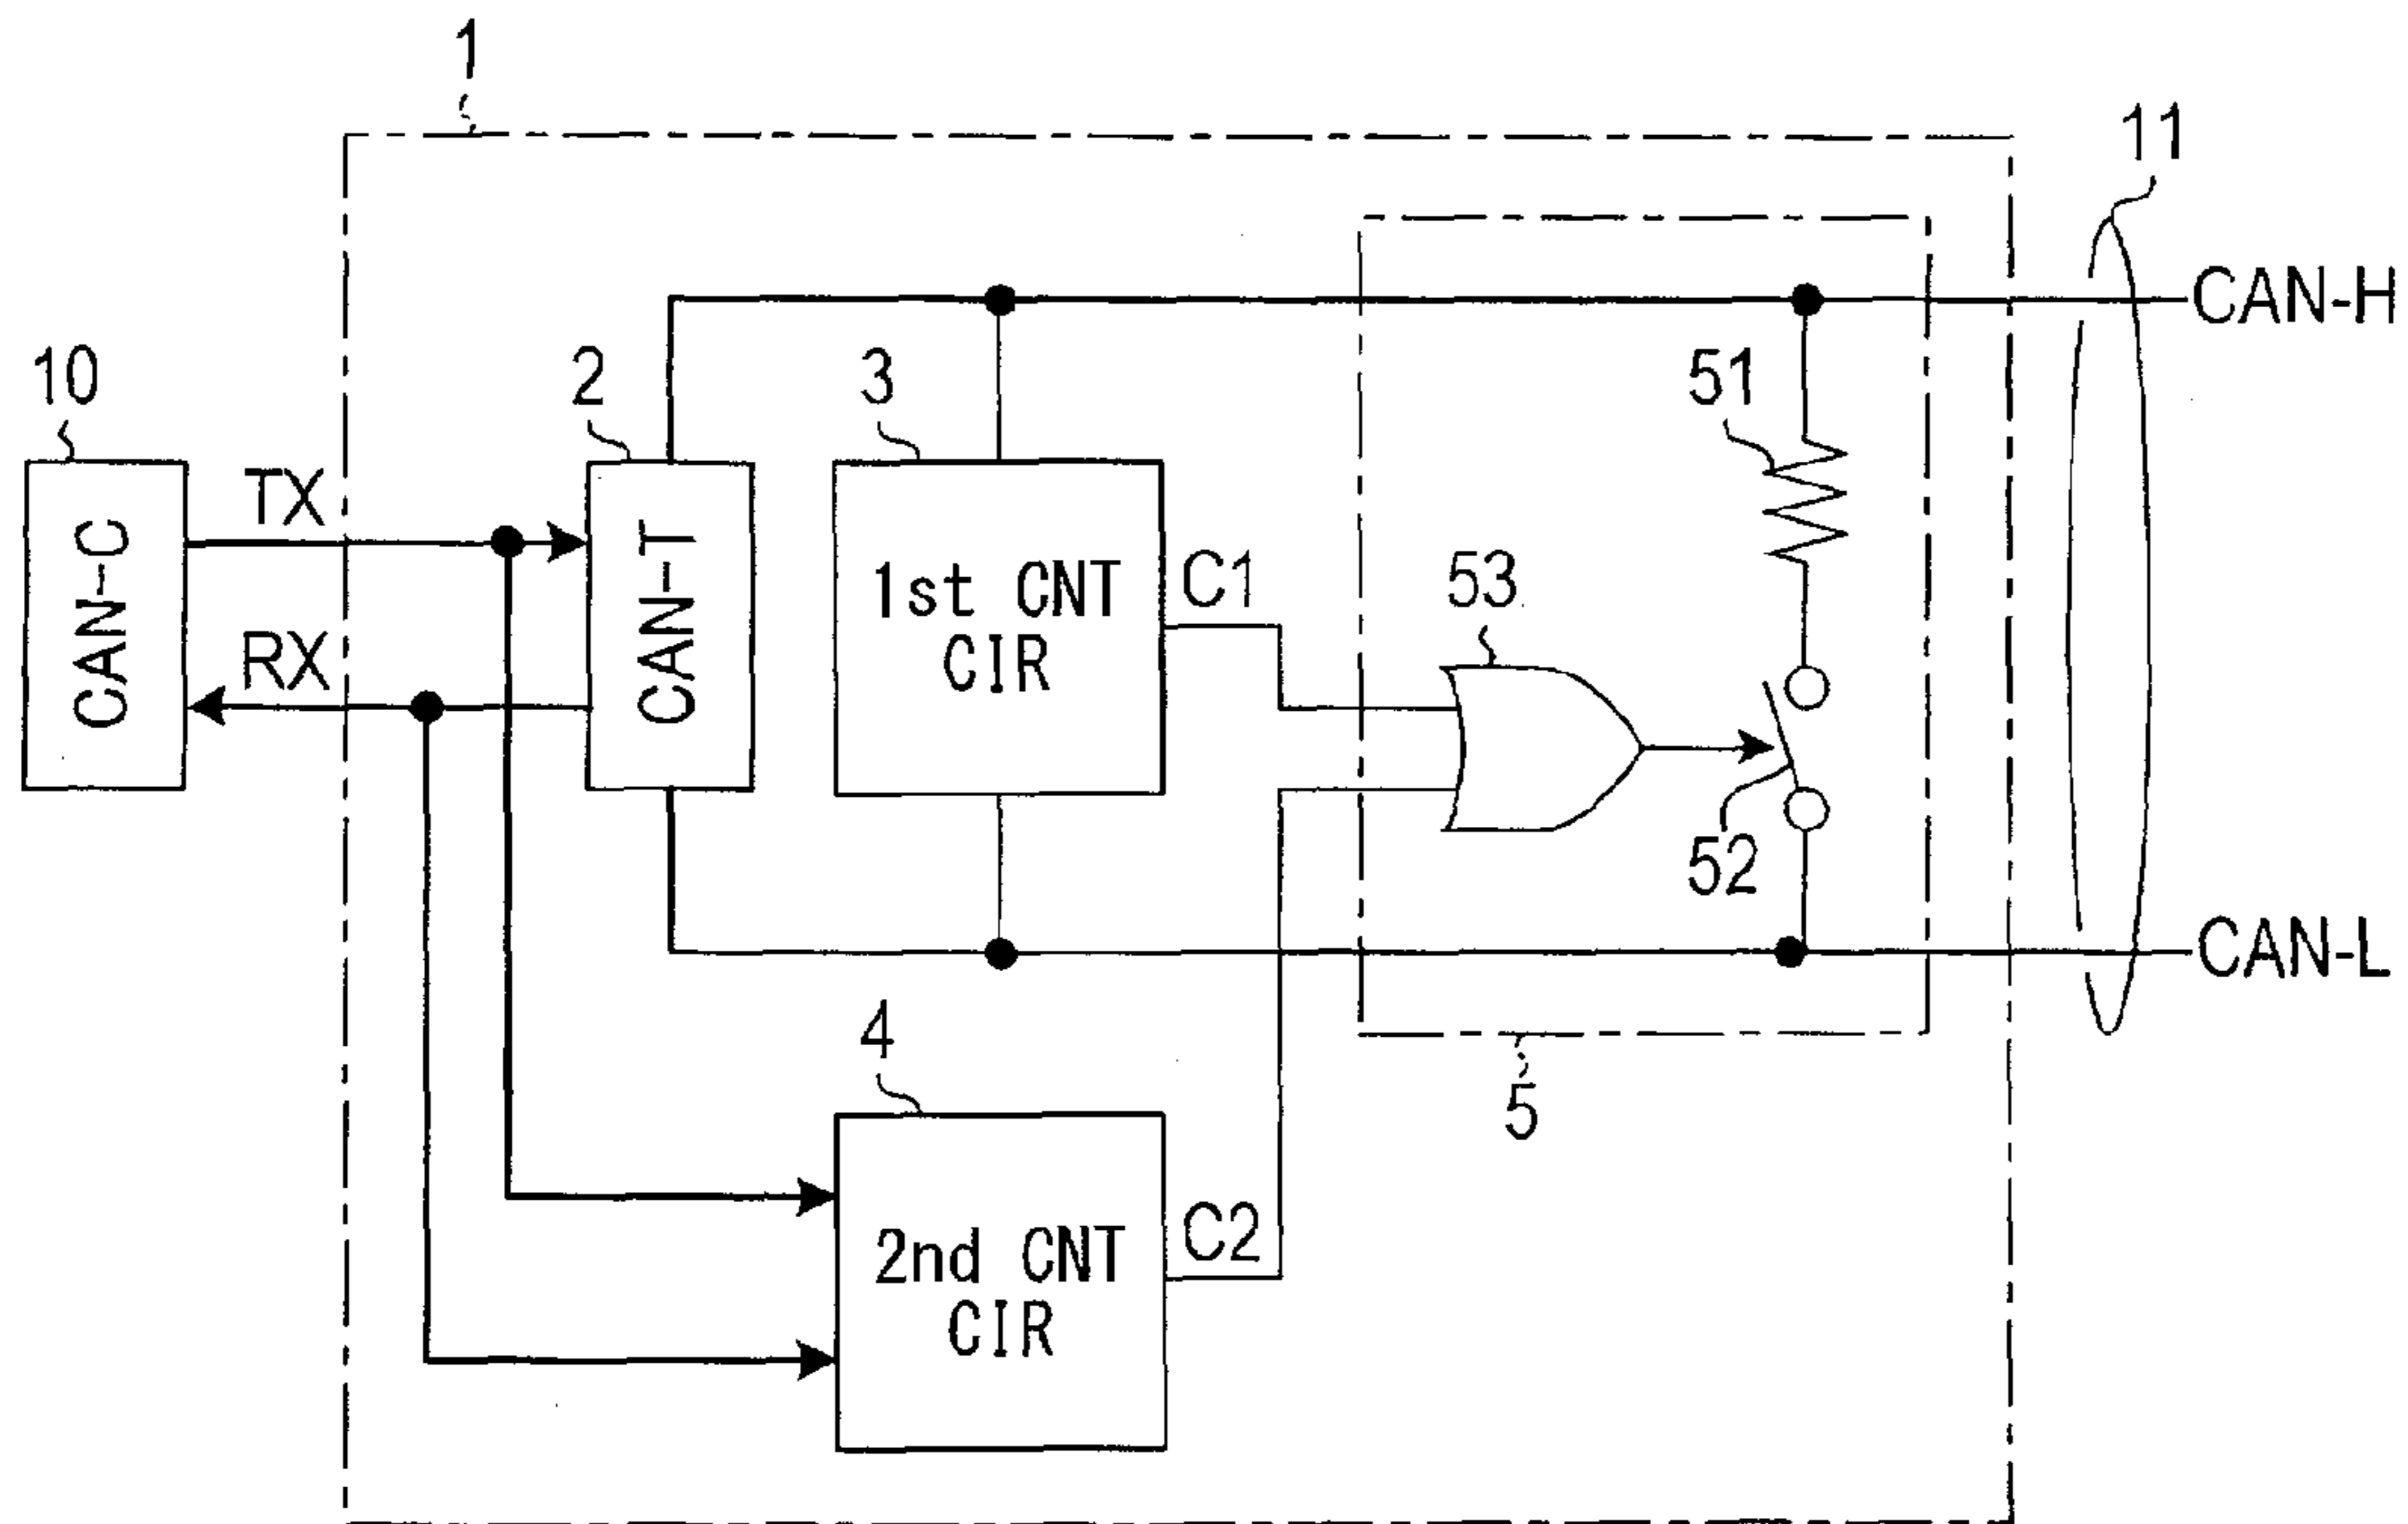 1
11
CAN-H
10
2
3
51
TX
CAN-C
CAN-T
1st CNT
CIR
C1
53
RX
52
CAN-L
4
5
2nd CNT
CIR
C2